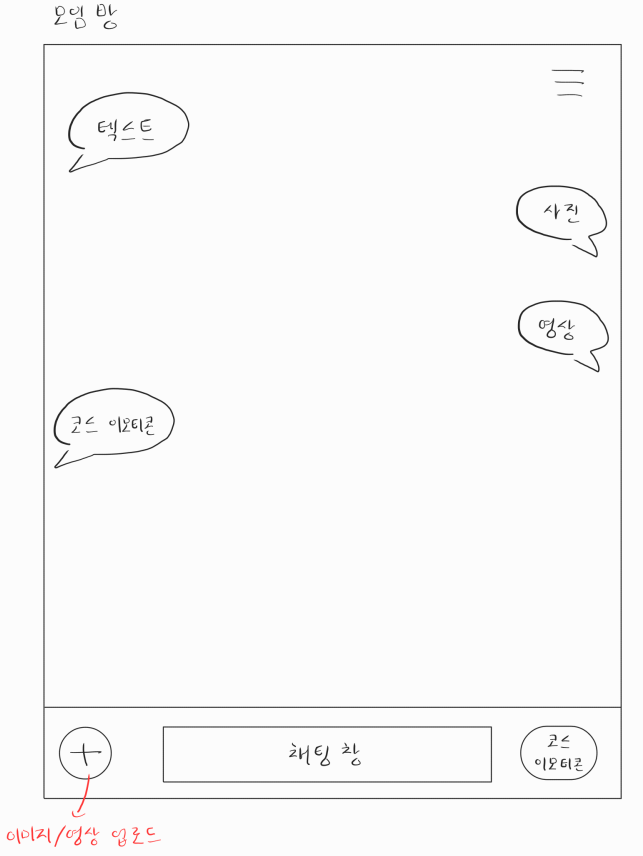 모임 방
텍스트
사진
영상
코스 이모티콘
채팅 창
코스
이모티콘
이미지/영상 업로드